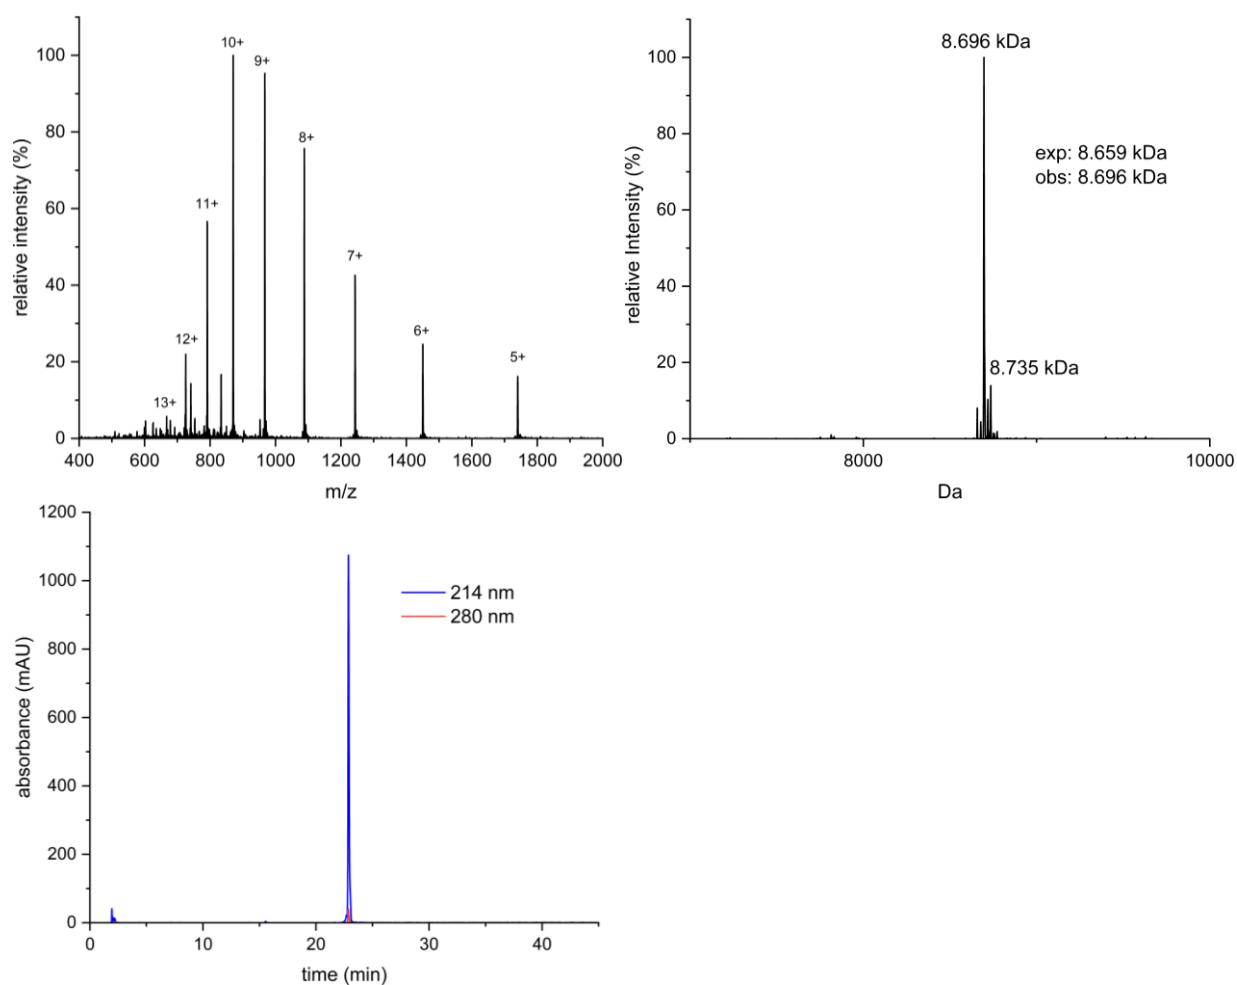 10+
9+
8+
11+
7+
6+
12+
5+
13+
100
80
60
40
20
0
relative intensity (%)
400 600 800 1000 1200 1400 1600 1800 2000
m/z
8.696 kDa
exp: 8.659 kDa
obs: 8.696 kDa
8.735 kDa
100
80
60
40
20
0
relative Intensity (%)
8000 10000
Da
1200
1000
800
600
400
200
0
absorbance (mAU)
214 nm
280 nm
0 10 20 30 40
time (min)